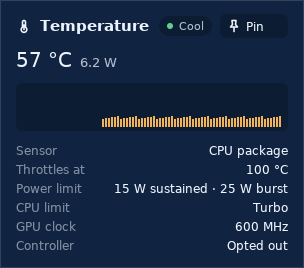 Temperature Cool Pin
57 °C 6.2 W
Sensor CPU package
Throttles at 100 °C
Power limit 15 W sustained · 25 W burst
CPU limit Turbo
GPU clock 600 MHz
Controller Opted out